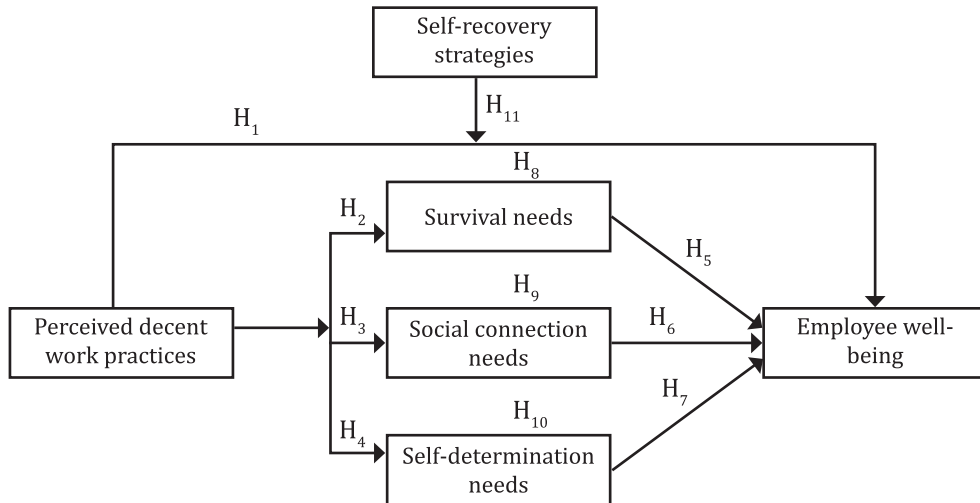 Self-recovery
strategies
H₁₁
H₁
H₈
H₂
Survival needs
H₅
H₉
Perceived decent
work practices
H₃
Social connection
needs
H₆
Employee well-
being
H₁₀
H₇
H₄
Self-determination
needs